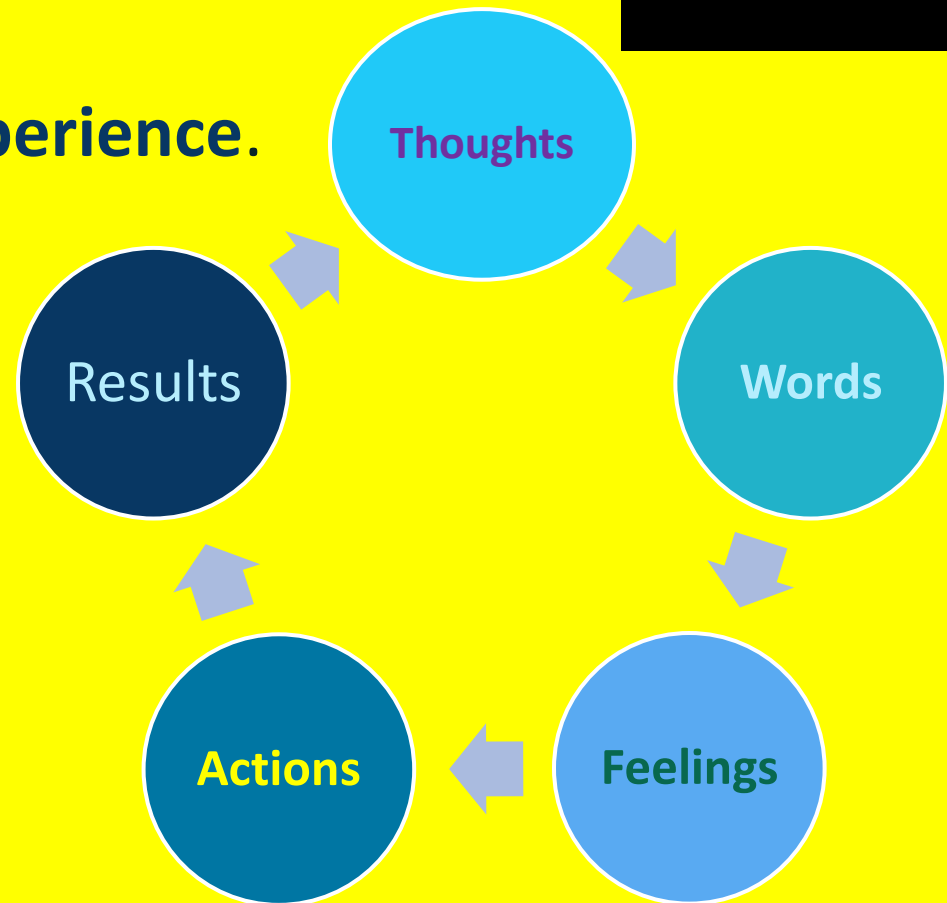 perience.
Thoughts
Words
Feelings
Actions
Results